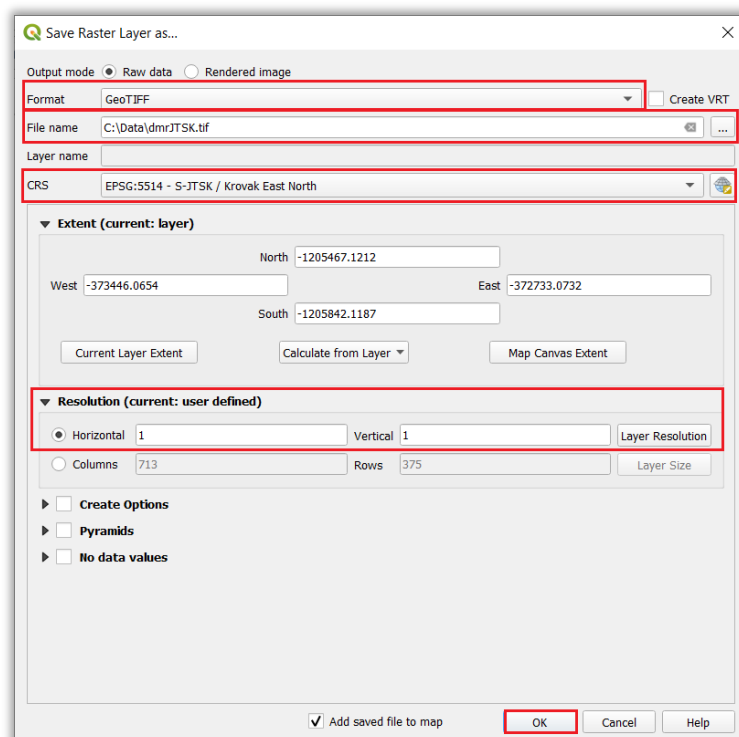 Save Raster Layer as...
Output mode Raw data Rendered image
Format GeoTIFF Create VRT
File name C:\Data\dmrJTSK.tif ...
Layer name
CRS EPSG:5514 - S-JTSK / Krovak East North
Extent (current: layer)
North -1205467.1212
West -373446.0654 East -372733.0732
South -1205842.1187
Current Layer Extent Calculate from Layer Map Canvas Extent
Resolution (current: user defined)
Horizontal 1 Vertical 1 Layer Resolution
Columns 713 Rows 375 Layer Size
Create Options
Pyramids
No data values
Add saved file to map OK Cancel Help